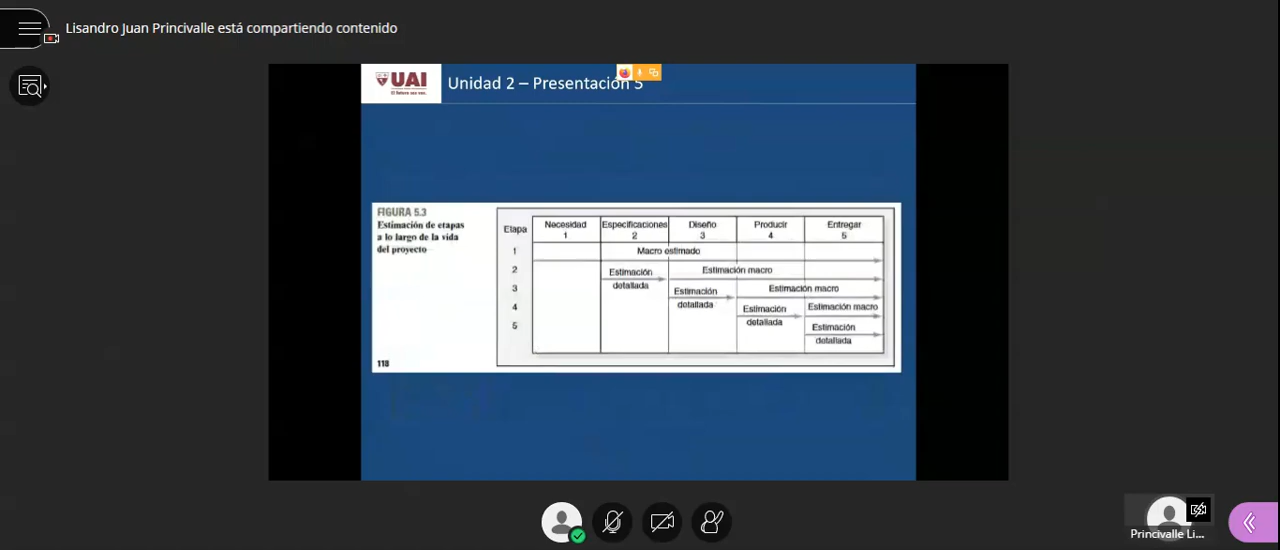 Lisandro Juan Princivalle está compartiendo contenido
UAI
Unidad 2 – Presentación 5
FIGURA 5.3
Estimación de etapas
a lo largo de la vida
del proyecto
118
Etapa
Necesidad
1
Especificaciones
2
Diseño
3
Producir
4
Entregar
5
1
Macro estimado
2
Estimación
detallada
Estimación macro
3
Estimación
detallada
Estimación macro
4
Estimación
detallada
Estimación macro
5
Estimación
detallada
Princivalle Li...